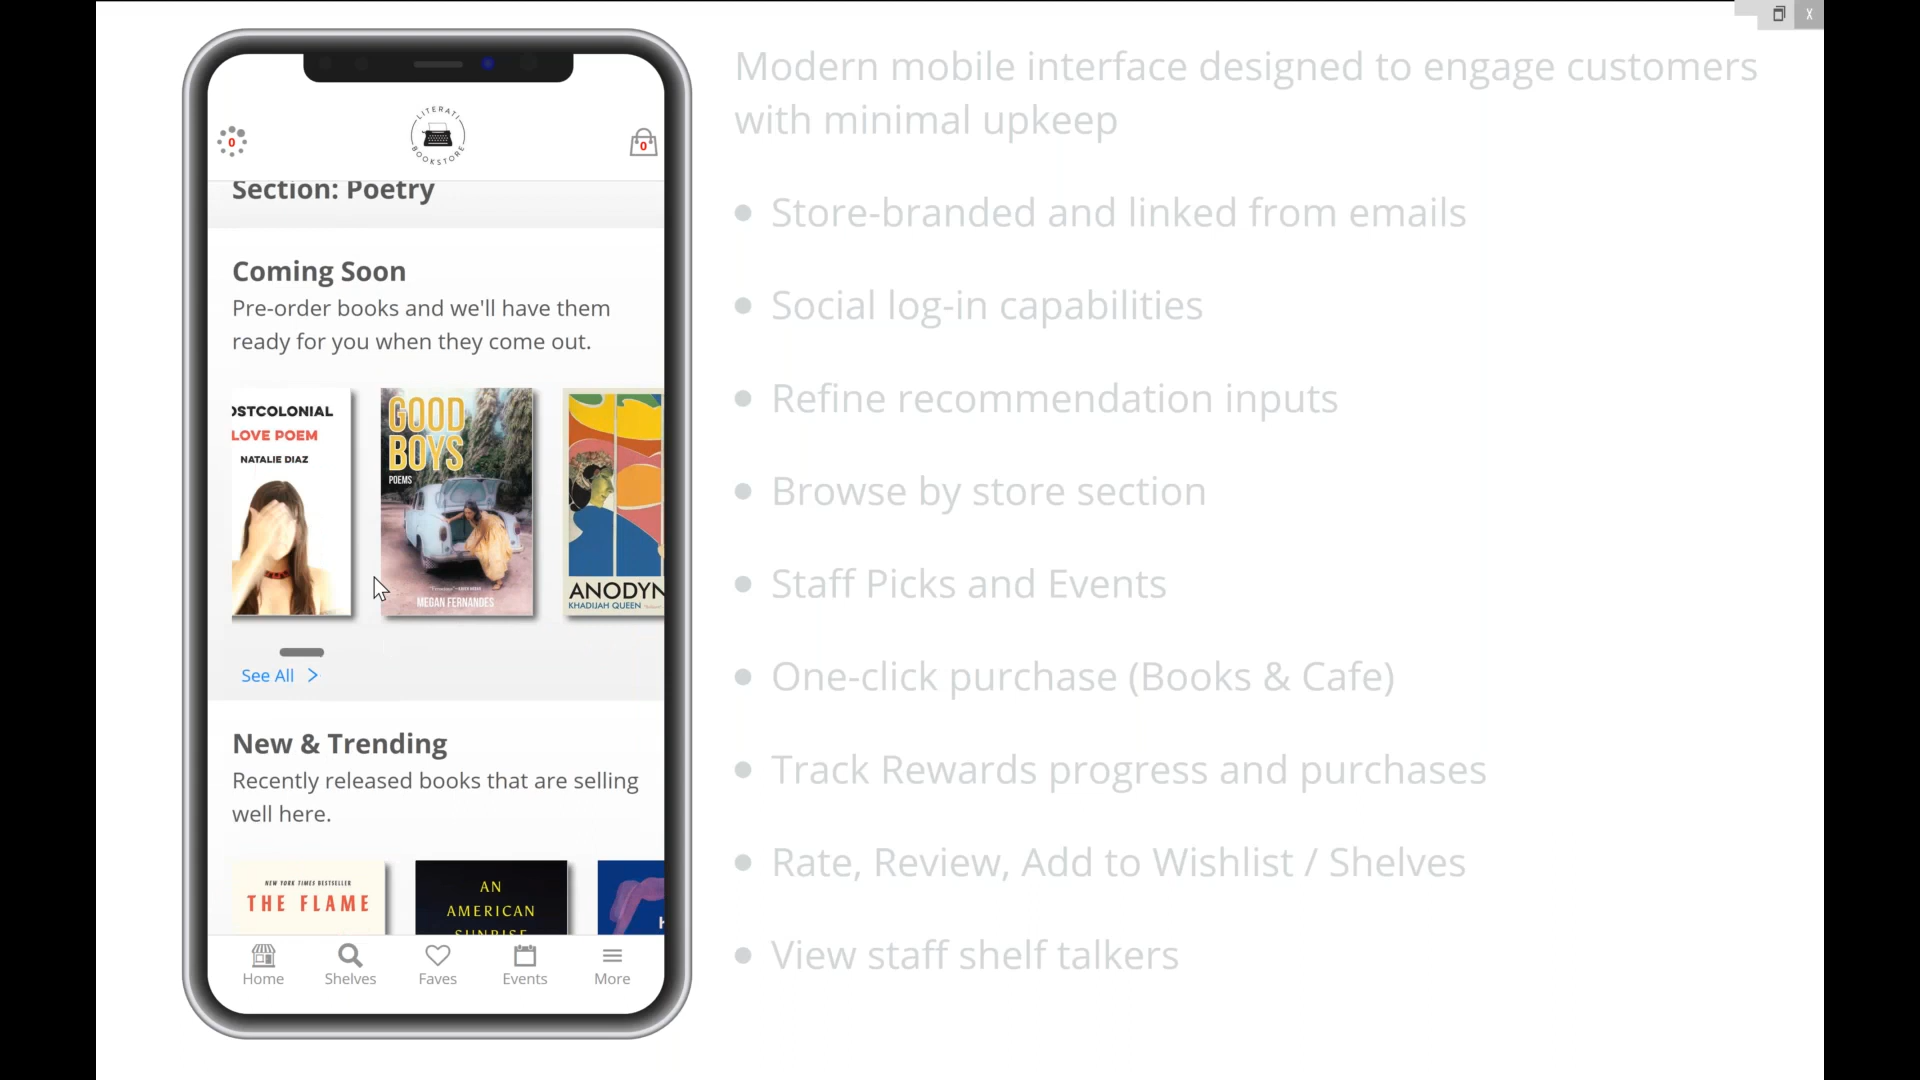 X
LITERATI
BOOKSTORE
0
0
Section: Poetry
Coming Soon
Pre-order books and we'll have them
ready for you when they come out.
OSTCOLONIAL
LOVE POEM
NATALIE DIAZ
GOOD
BOYS
POEMS
MEGAN FERNANDES
ANODYN
KHADIJAH QUEEN
See All
New & Trending
Recently released books that are selling
well here.
NEW YORK TIMES BESTSELLER
THE FLAME
AN
AMERICAN
SUNRISE
H
Home
Shelves
Faves
Events
More
Modern mobile interface designed to engage customers
with minimal upkeep
• Store-branded and linked from emails
• Social log-in capabilities
• Refine recommendation inputs
• Browse by store section
• Staff Picks and Events
• One-click purchase (Books & Cafe)
• Track Rewards progress and purchases
• Rate, Review, Add to Wishlist / Shelves
• View staff shelf talkers